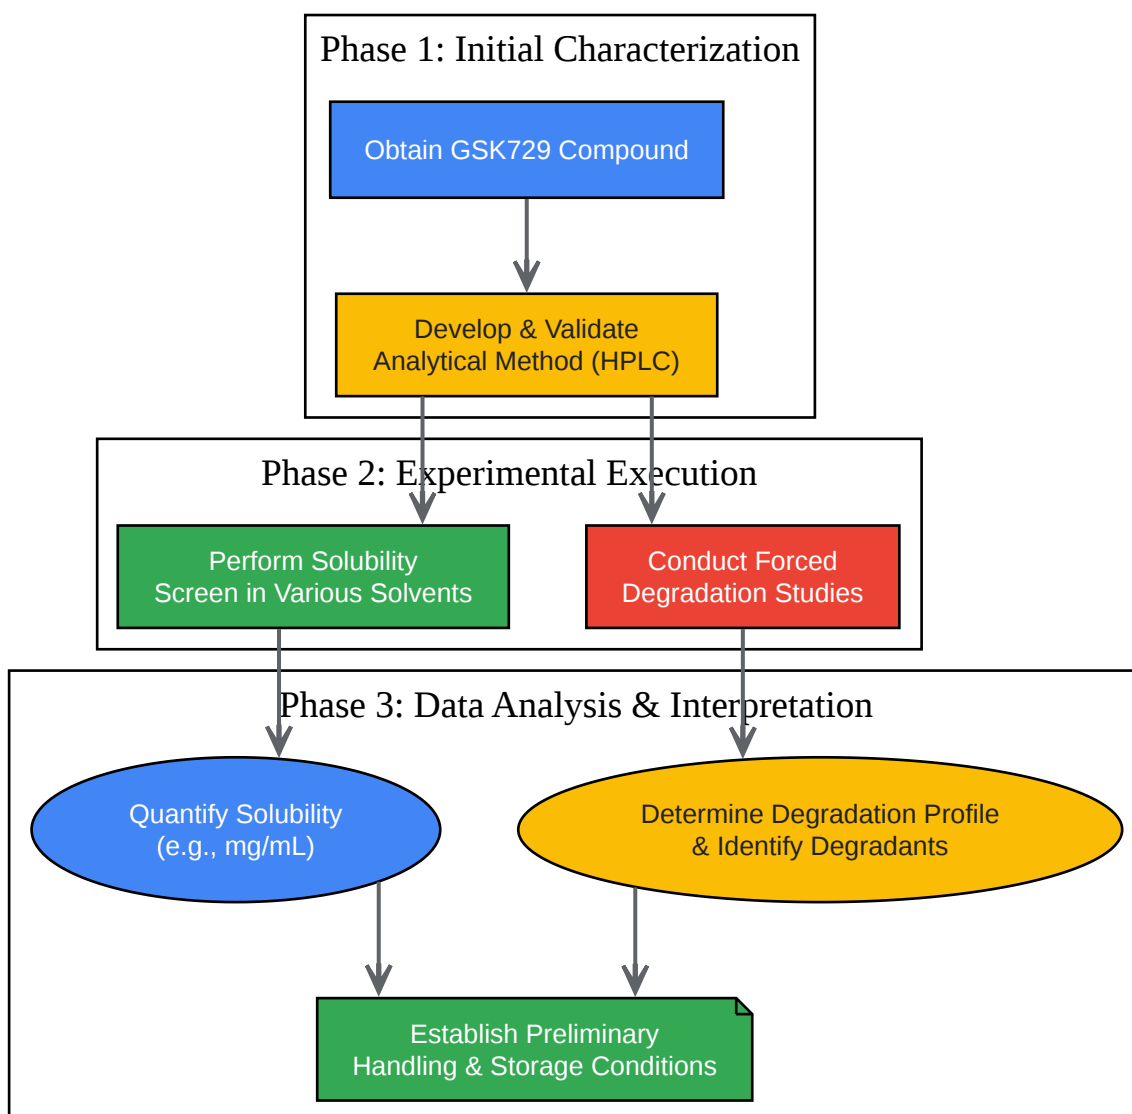 Phase 1: Initial Characterization
Obtain GSK729 Compound
Develop & Validate
Analytical Method (HPLC)
Phase 2: Experimental Execution
Perform Solubility
Screen in Various Solvents
Conduct Forced
Degradation Studies
Phase 3: Data Analysis & Interpretation
Quantify Solubility
(e.g., mg/mL)
Determine Degradation Profile
& Identify Degradants
Establish Preliminary
Handling & Storage Conditions